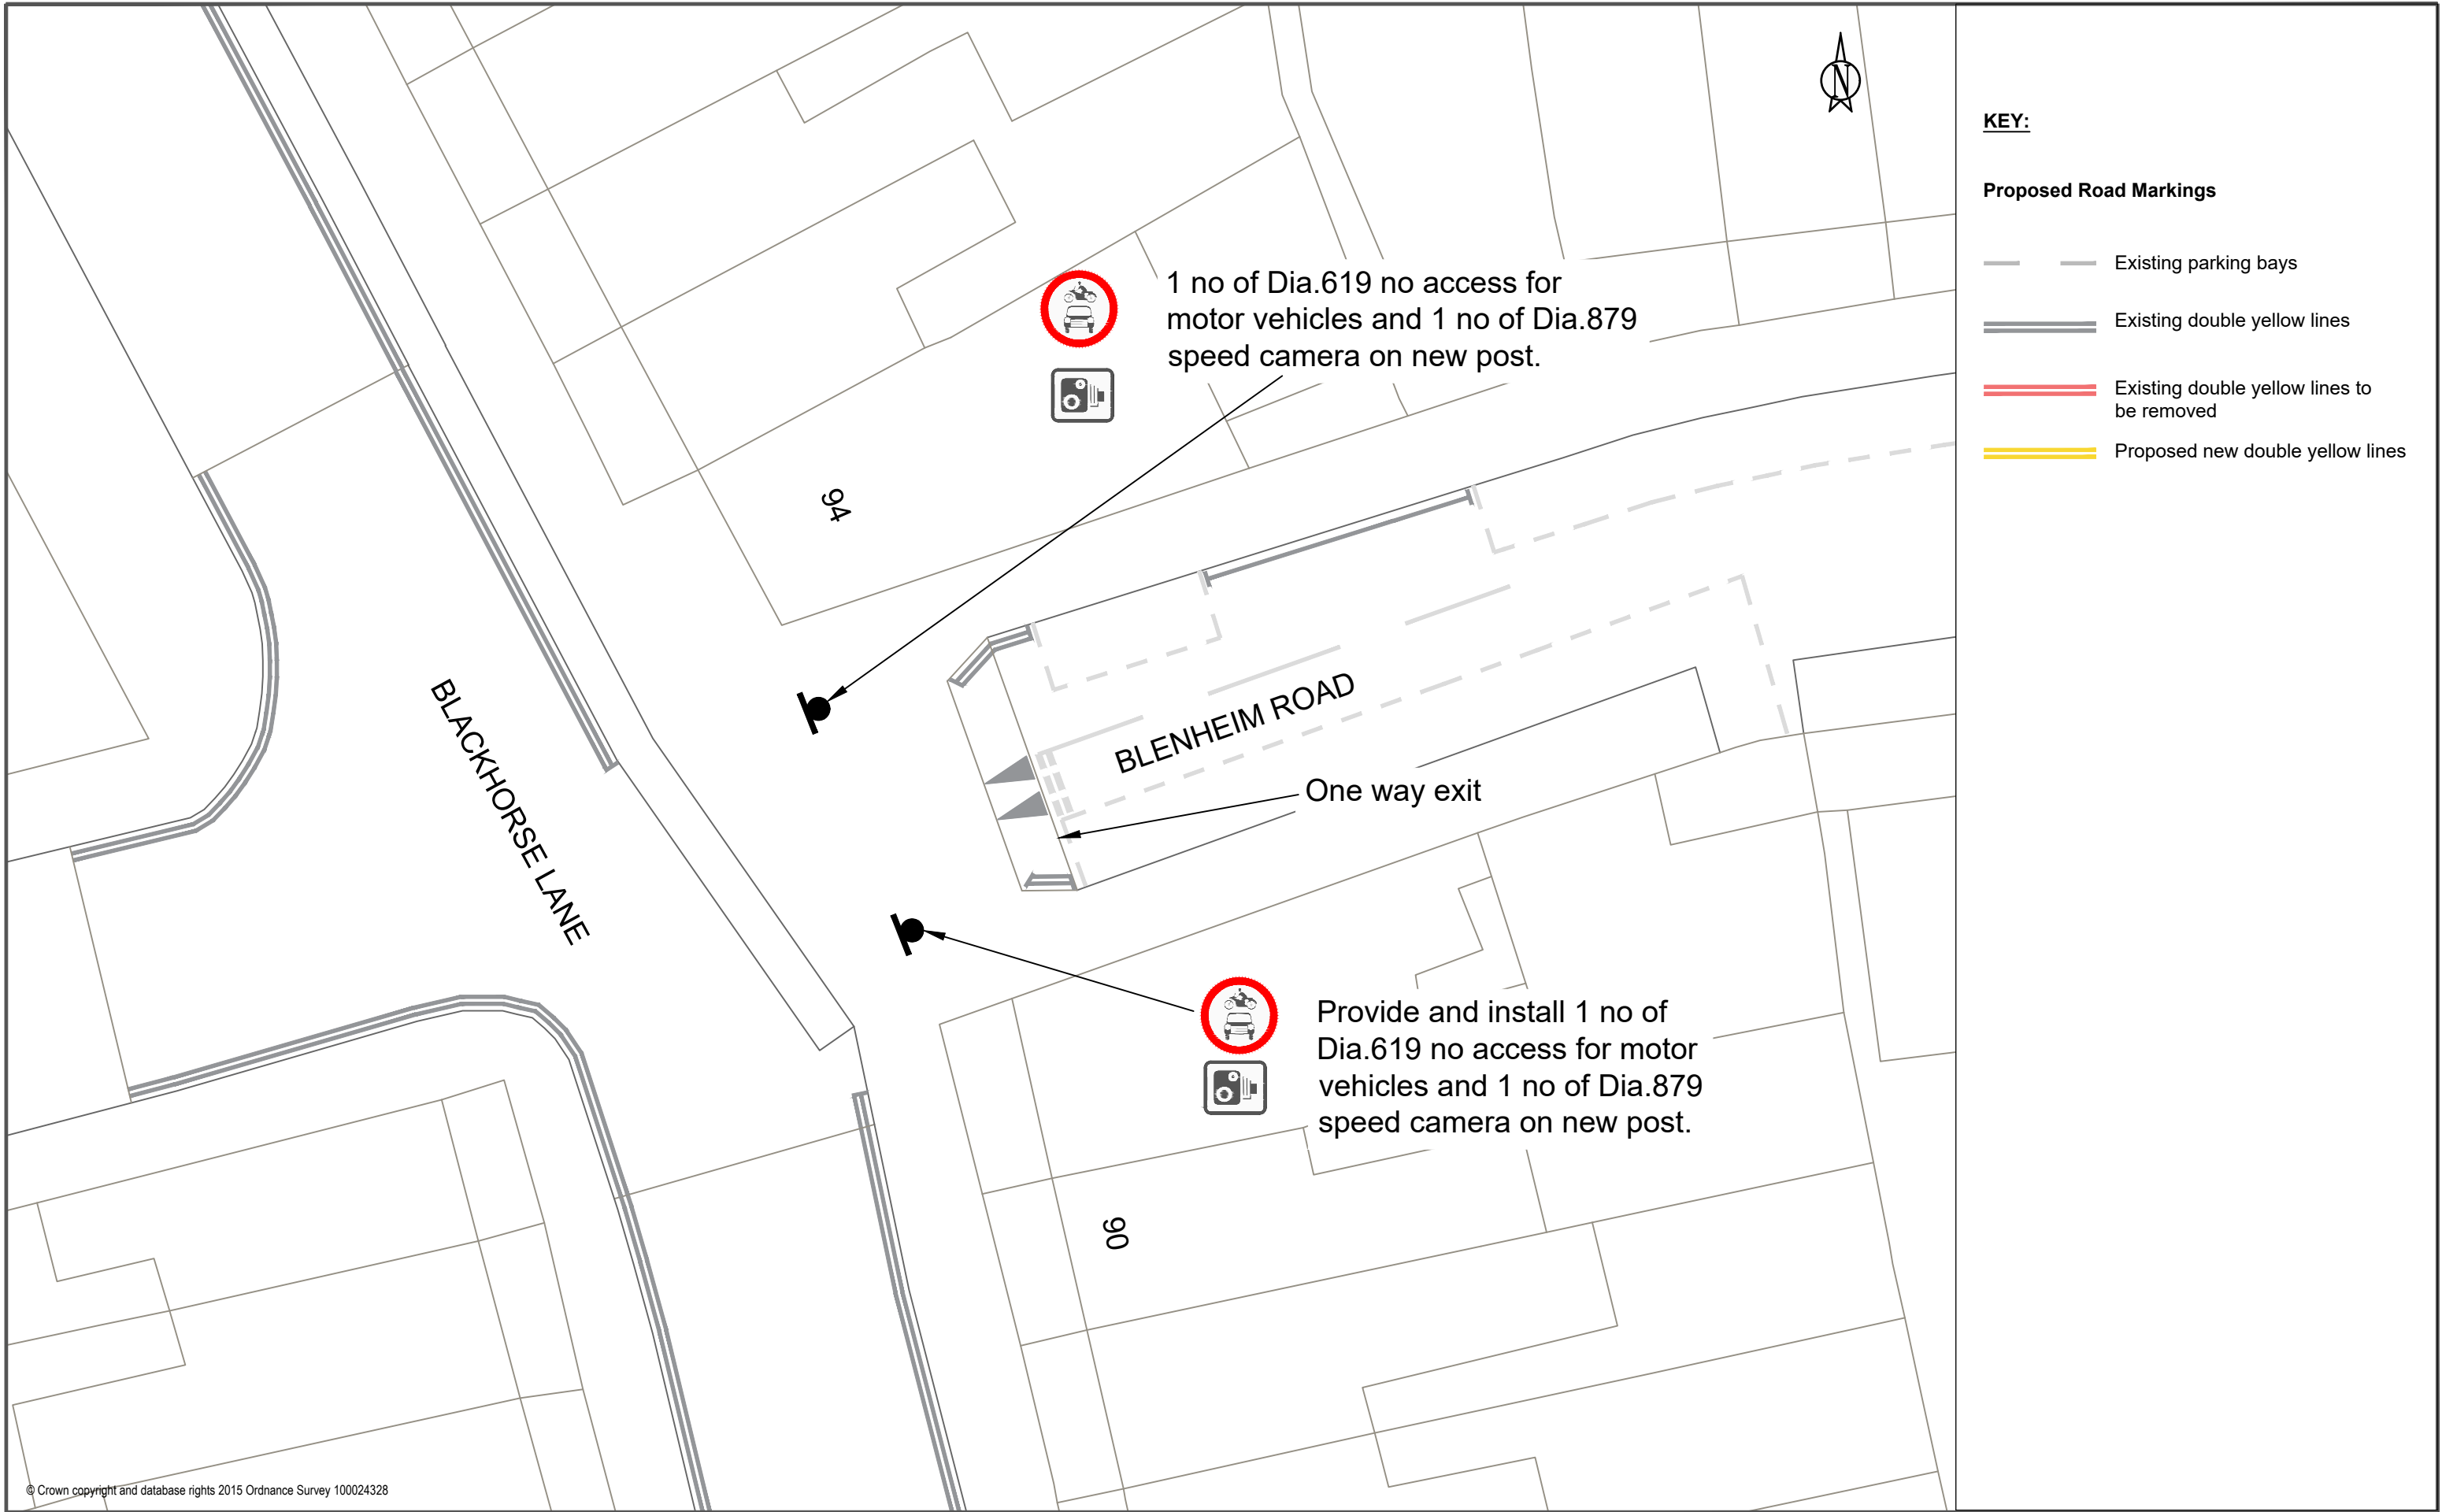 N
KEY:
Proposed Road Markings
Existing parking bays
Existing double yellow lines
Existing double yellow lines to
be removed
Proposed new double yellow lines
1 no of Dia.619 no access for
motor vehicles and 1 no of Dia.879
speed camera on new post.
94
BLACKHORSE LANE
BLENHEIM ROAD
One way exit
Provide and install 1 no of
Dia.619 no access for motor
vehicles and 1 no of Dia.879
speed camera on new post.
90
© Crown copyright and database rights 2015 Ordnance Survey 100024328